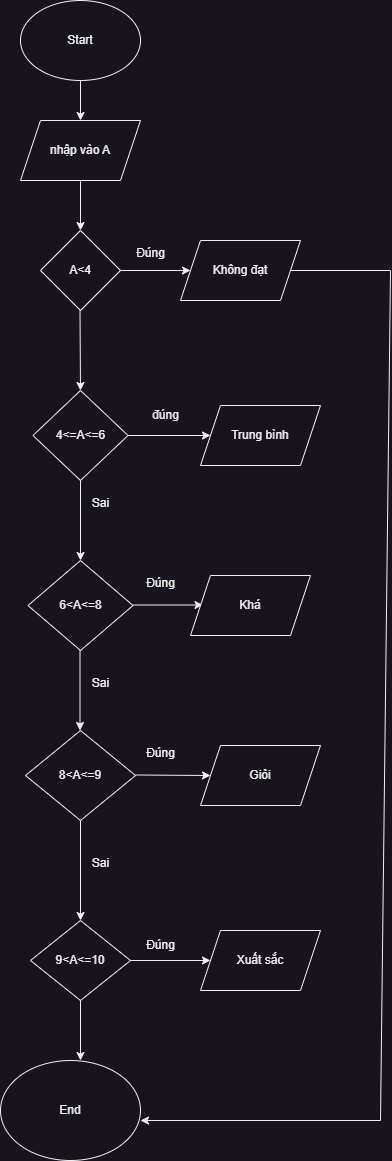 Start
nhập vào A
Đúng
A<4
Không đạt
đúng
4<=A<=6
Trung bình
Sai
Đúng
6<A<=8
Khá
Sai
Đúng
8<A<=9
Giỏi
Sai
Đúng
9<A<=10
Xuất sắc
End